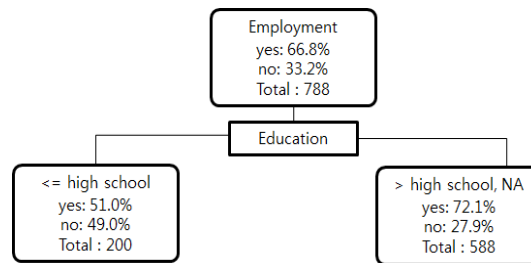 Employment
yes: 66.8%
no: 33.2%
Total : 788
Education
<= high school
yes: 51.0%
no: 49.0%
Total : 200
> high school, NA
yes: 72.1%
no: 27.9%
Total : 588